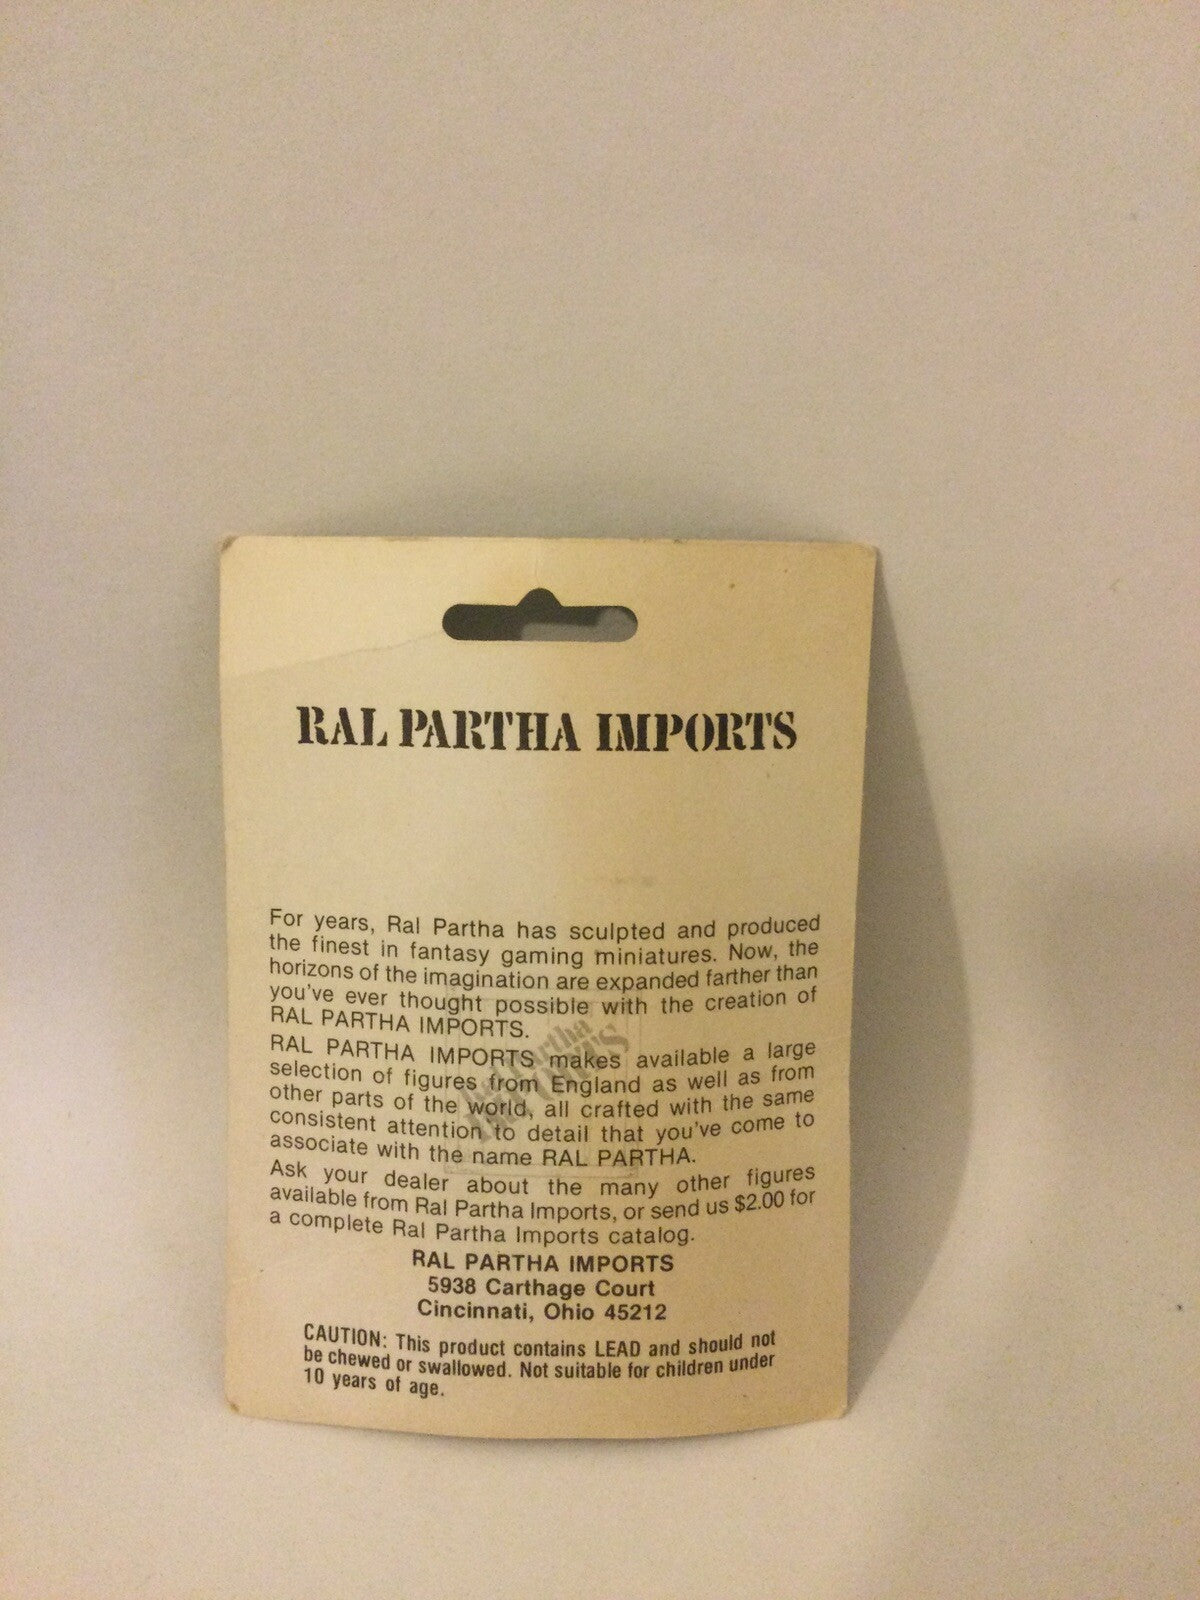 RAL PARTHA IMPORTS
For years, Ral Partha has sculpted and produced
the finest in fantasy gaming miniatures. Now, the
horizons of the imagination are expanded farther than
you've ever thought possible with the creation of
RAL PARTHA IMPORTS.
RAL PARTHA IMPORTS makes available a large
selection of figures from England as well as from
other parts of the world, all crafted with the same
consistent attention to detail that you've come to
associate with the name RAL PARTHA.
Ask your dealer about the many other figures
available from Ral Partha Imports, or send us $2.00 for
a complete Ral Partha Imports catalog.
RAL PARTHA IMPORTS
5938 Carthage Court
Cincinnati, Ohio 45212
CAUTION: This product contains LEAD and should not
be chewed or swallowed. Not suitable for children under
10 years of age.